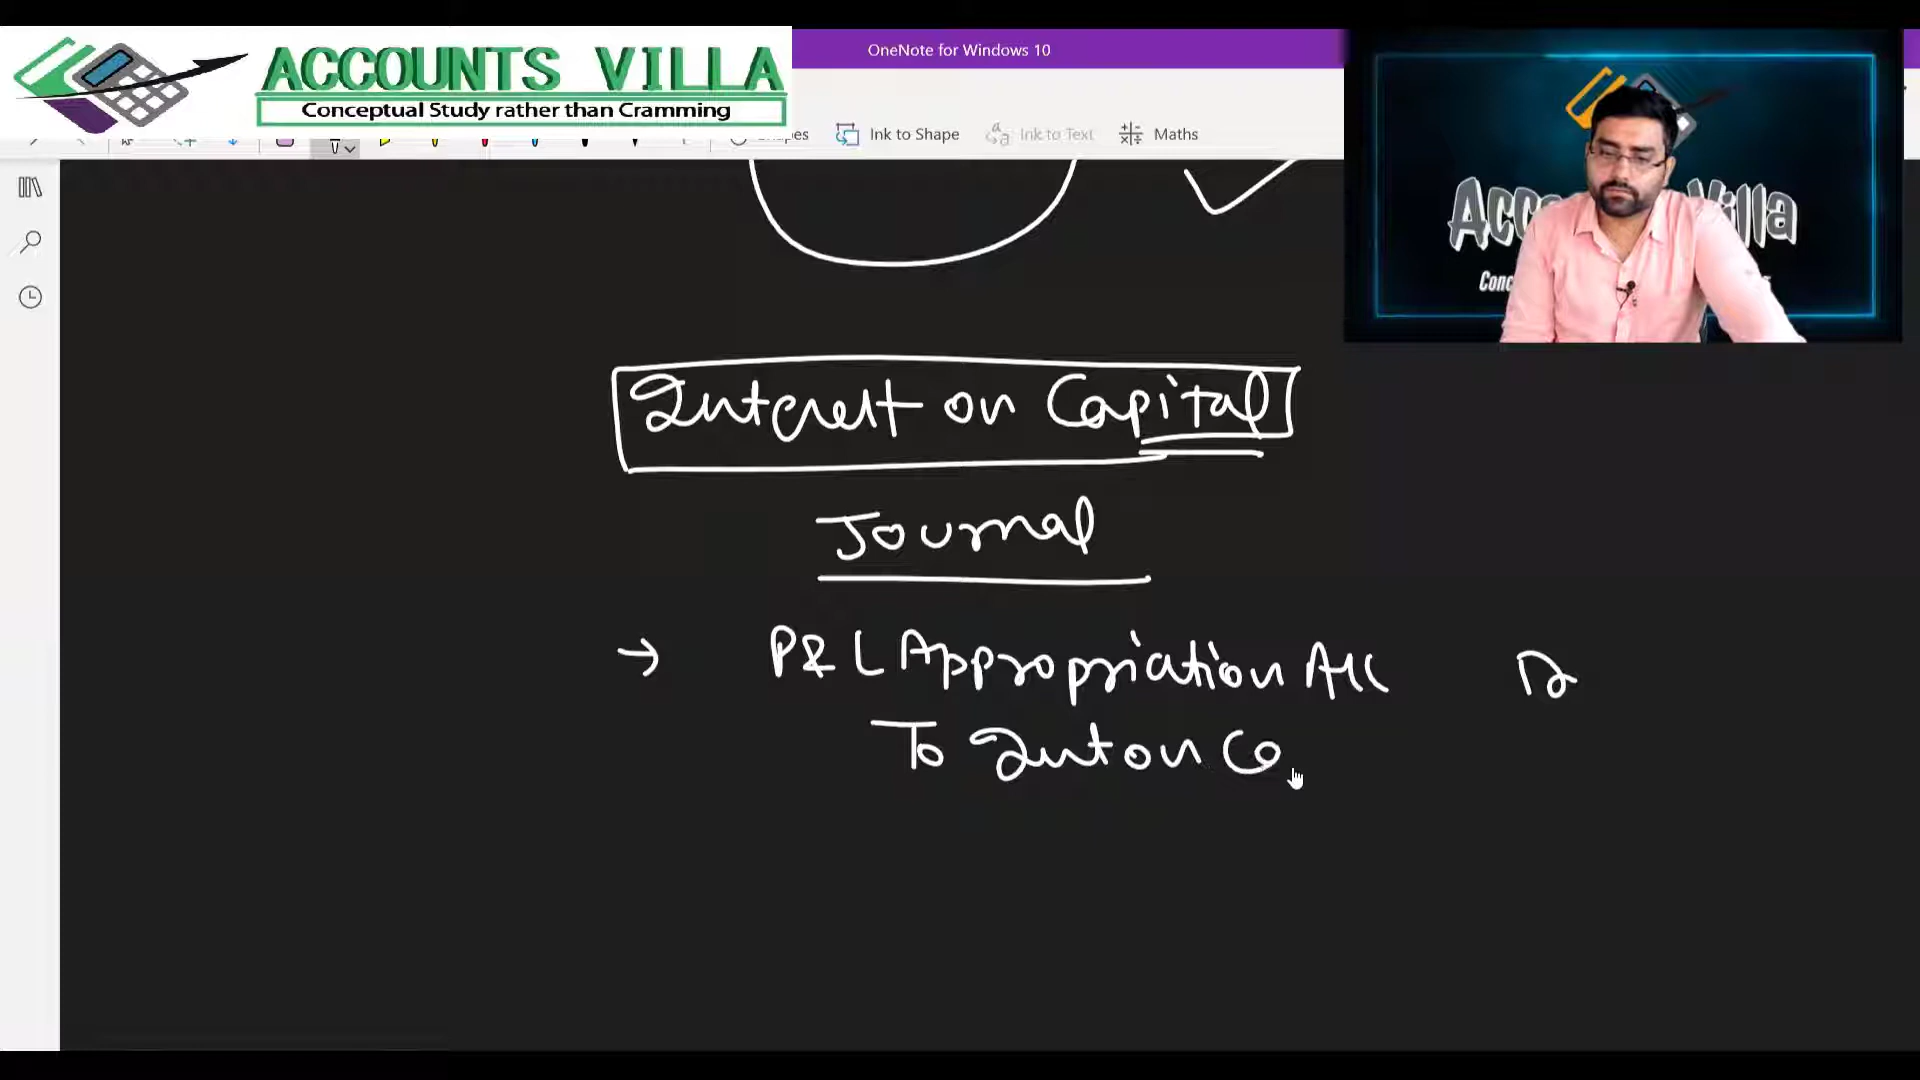 ACCOUNTS VILLA
Conceptual Study rather than Cramming
OneNote for Windows 10
Ink to Shape
Ink to Text
Maths
Interest on Capital
Journal
→ P&L Appropriation A/c Dr
To Int on Ca